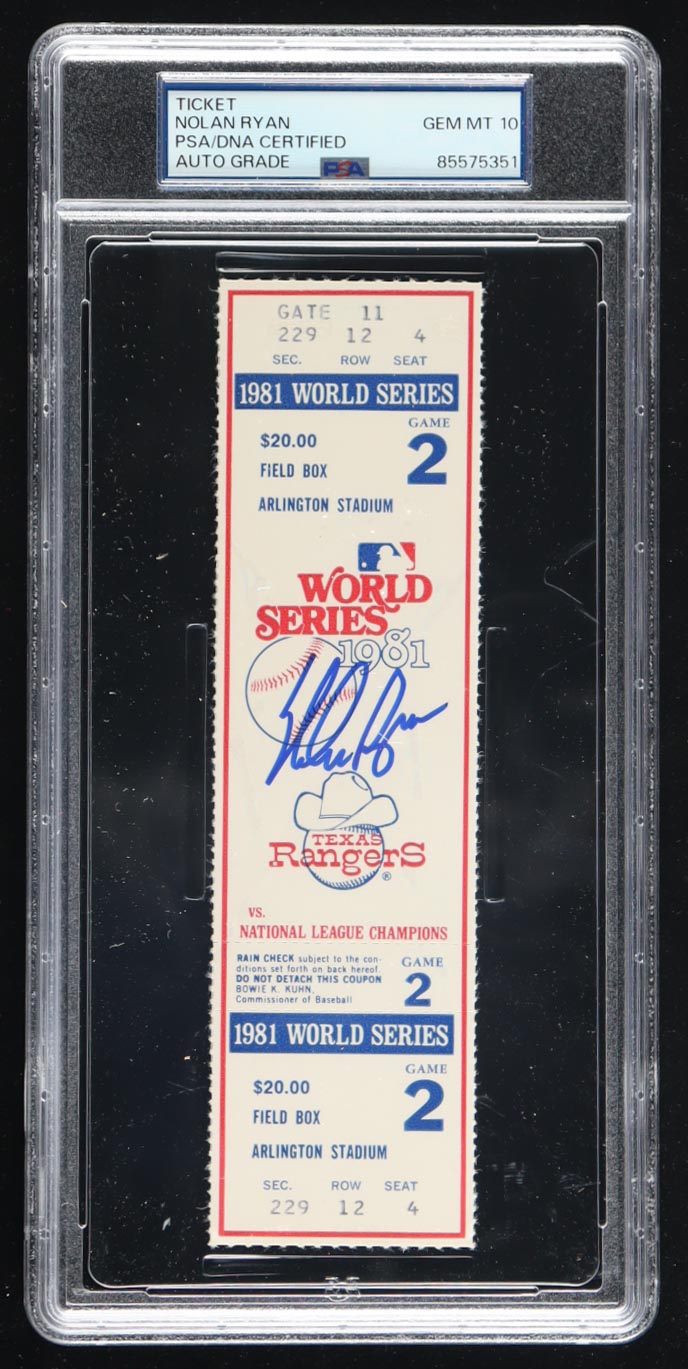 TICKET
NOLAN RYAN GEM MT 10
PSA/DNA CERTIFIED
AUTO GRADE PSA 85575351
GATE 11
229 12 4
SEC. ROW SEAT
1981 WORLD SERIES
GAME
$20.00 2
FIELD BOX
ARLINGTON STADIUM
WORLD
SERIES
1981
Nolan Ryan
TEXAS
RangerS
®
VS.
NATIONAL LEAGUE CHAMPIONS
RAIN CHECK subject to the con-
ditions set forth on back hereof.
DO NOT DETACH THIS COUPON
BOWIE K. KUHN,
Commissioner of Baseball
GAME
2
1981 WORLD SERIES
GAME
$20.00 2
FIELD BOX
ARLINGTON STADIUM
SEC. ROW SEAT
229 12 4